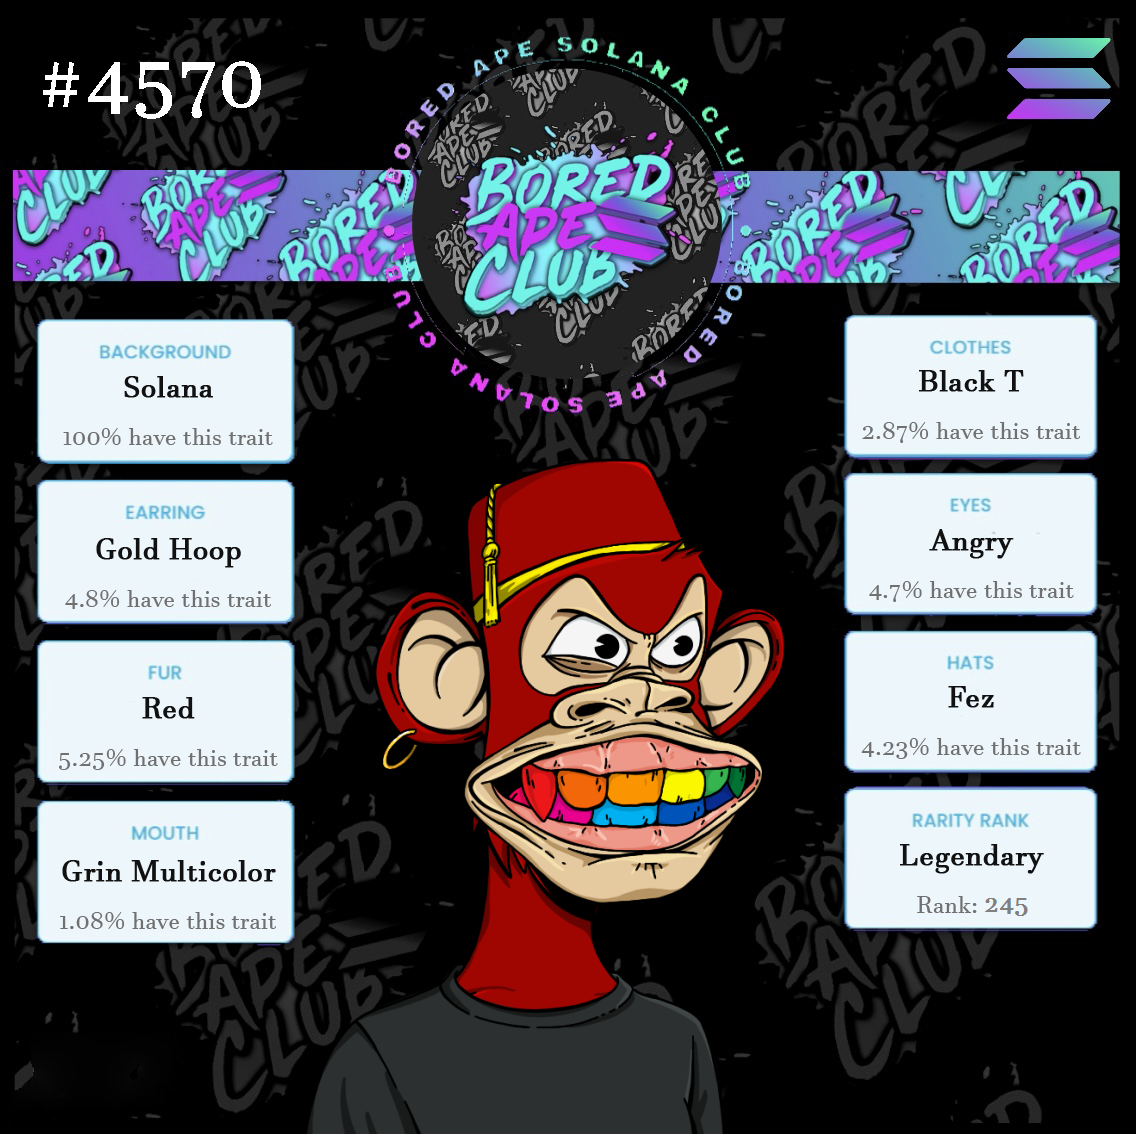 #4570
BORED APE SOLANA CLUB
BORED APE SOLANA CLUB
BORED
APE
CLUB
BACKGROUND
Solana
100% have this trait
EARRING
Gold Hoop
4.8% have this trait
FUR
Red
5.25% have this trait
MOUTH
Grin Multicolor
1.08% have this trait
CLOTHES
Black T
2.87% have this trait
EYES
Angry
4.7% have this trait
HATS
Fez
4.23% have this trait
RARITY RANK
Legendary
Rank: 245